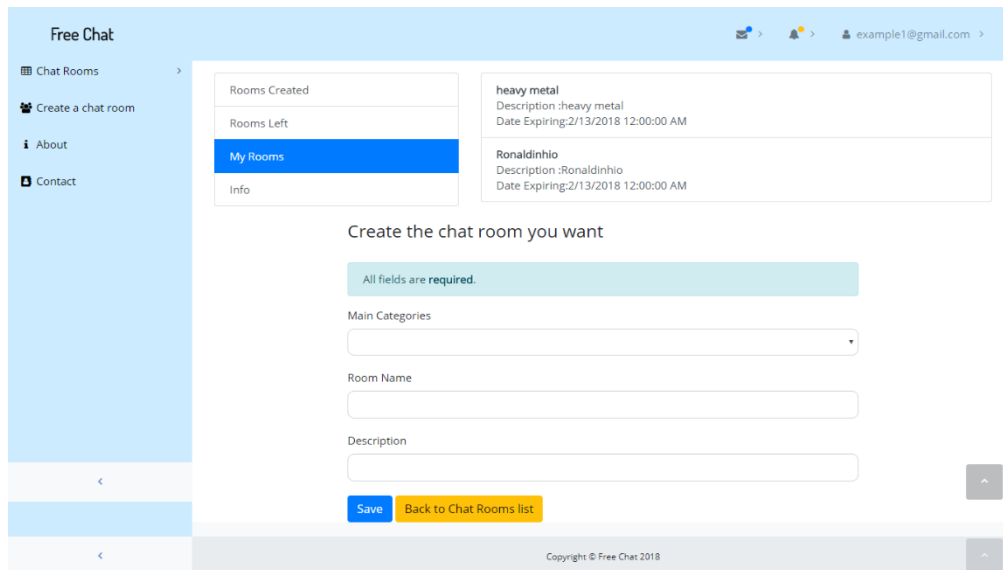 Free Chat
example1@gmail.com
Chat Rooms
Create a chat room
About
Contact
Rooms Created
Rooms Left
My Rooms
Info
heavy metal
Description :heavy metal
Date Expiring:2/13/2018 12:00:00 AM
Ronaldinhio
Description :Ronaldinhio
Date Expiring:2/13/2018 12:00:00 AM
Create the chat room you want
All fields are required.
Main Categories
Room Name
Description
Save
Back to Chat Rooms list
Copyright © Free Chat 2018